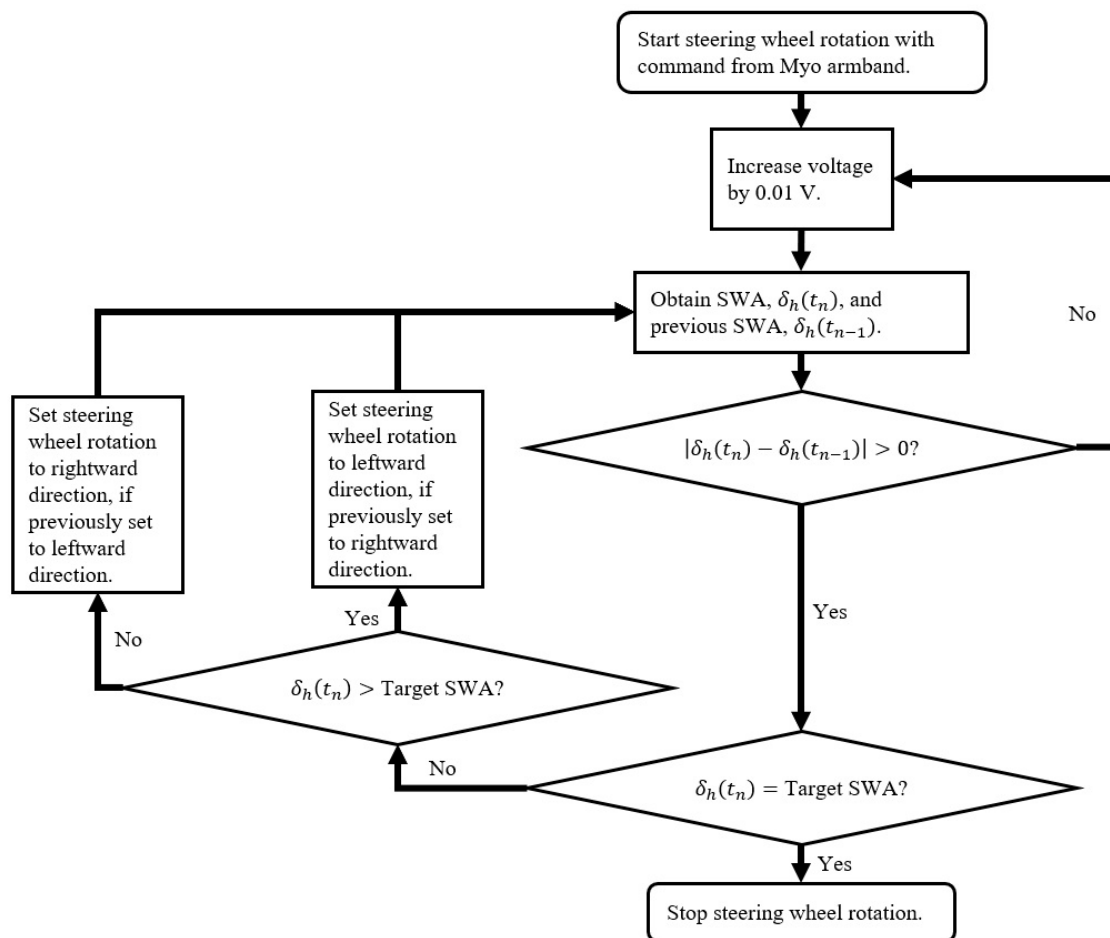 Start steering wheel rotation with
command from Myo armband.
Increase voltage
by 0.01 V.
Obtain SWA, δₕ(tₙ), and
previous SWA, δₕ(tₙ₋₁).
No
|δₕ(tₙ) − δₕ(tₙ₋₁)| > 0?
Set steering
wheel rotation
to rightward
direction, if
previously set
to leftward
direction.
Set steering
wheel rotation
to leftward
direction, if
previously set
to rightward
direction.
Yes
No
Yes
δₕ(tₙ) > Target SWA?
No
δₕ(tₙ) = Target SWA?
Yes
Stop steering wheel rotation.